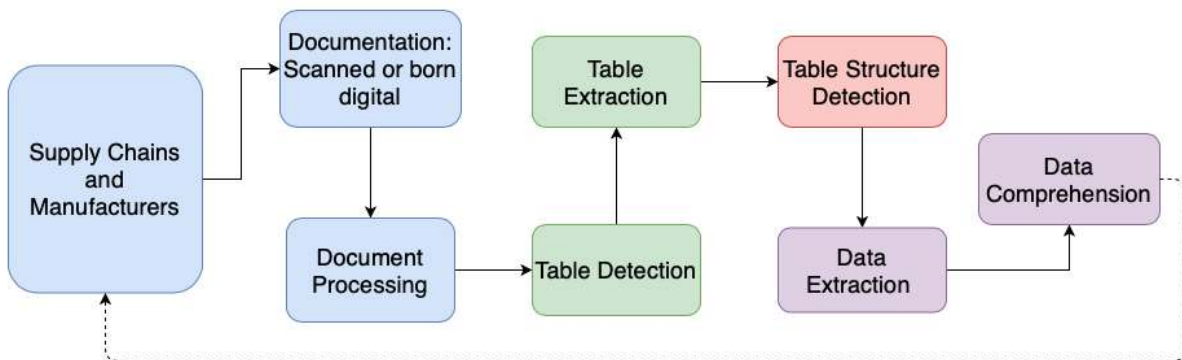 Supply Chains
and
Manufacturers
Documentation:
Scanned or born
digital
Document
Processing
Table Detection
Table
Extraction
Table Structure
Detection
Data
Extraction
Data
Comprehension